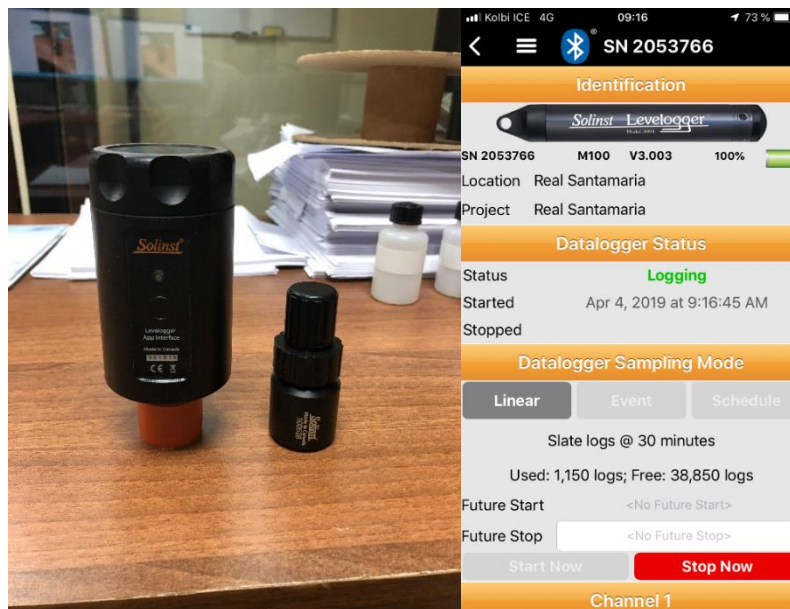 Solinst
Levelogger
App Interface
Made in Canada
CE
Solinst
Made in Canada
Kolbi ICE 4G 09:16 73 %
SN 2053766
Identification
Solinst Levelogger
SN 2053766 M100 V3.003 100%
Location Real Santamaria
Project Real Santamaria
Datalogger Status
Status Logging
Started Apr 4, 2019 at 9:16:45 AM
Stopped
Datalogger Sampling Mode
Linear Event Schedule
Slate logs @ 30 minutes
Used: 1,150 logs; Free: 38,850 logs
Future Start <No Future Start>
Future Stop <No Future Stop>
Start Now Stop Now
Channel 1